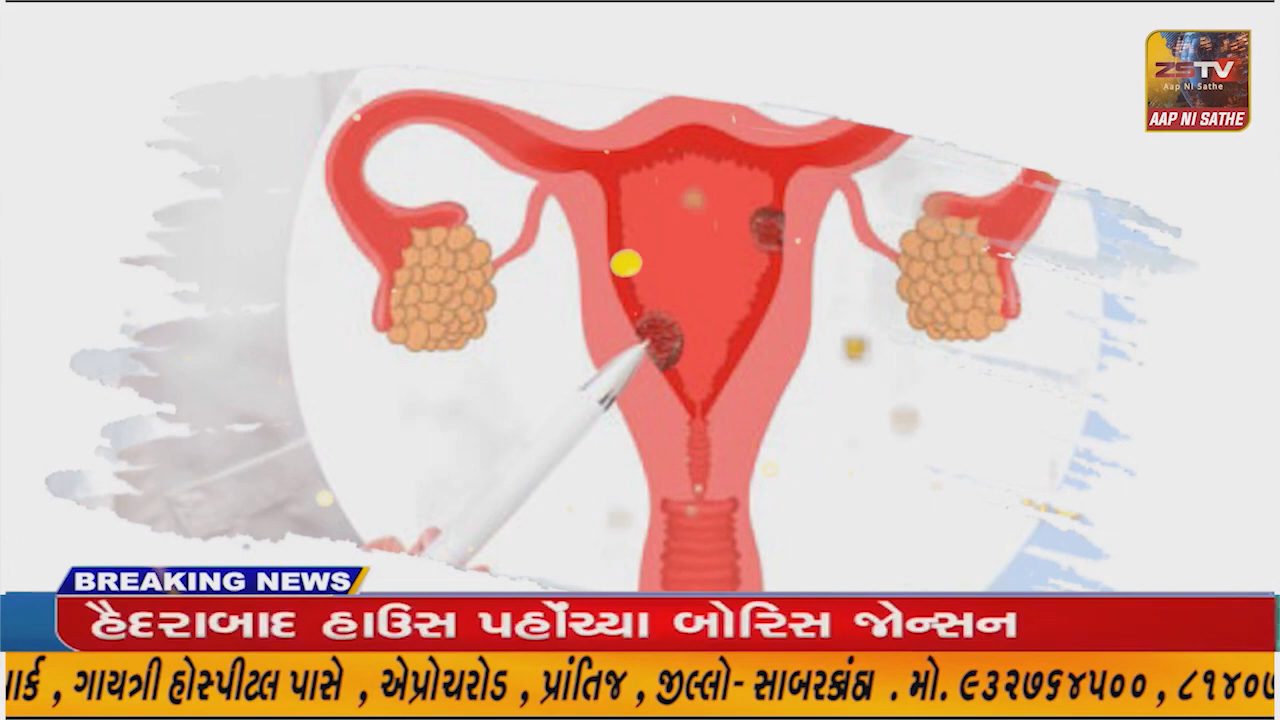 ZSTV
Aap Ni Sathe
AAP NI SATHE
BREAKING NEWS
હૈદરાબાદ હાઉસ પહોંચ્યા બોરિસ જોન્સન
, ગાયત્રી હોસ્પીટલ પાસે , એપ્રોચરોડ , પ્રાંતિજ , જીલ્લો- સાબરકાંઠા . મો. ૯૩૨૭૬૪૫૦૦ , ૮૧૪૦૭